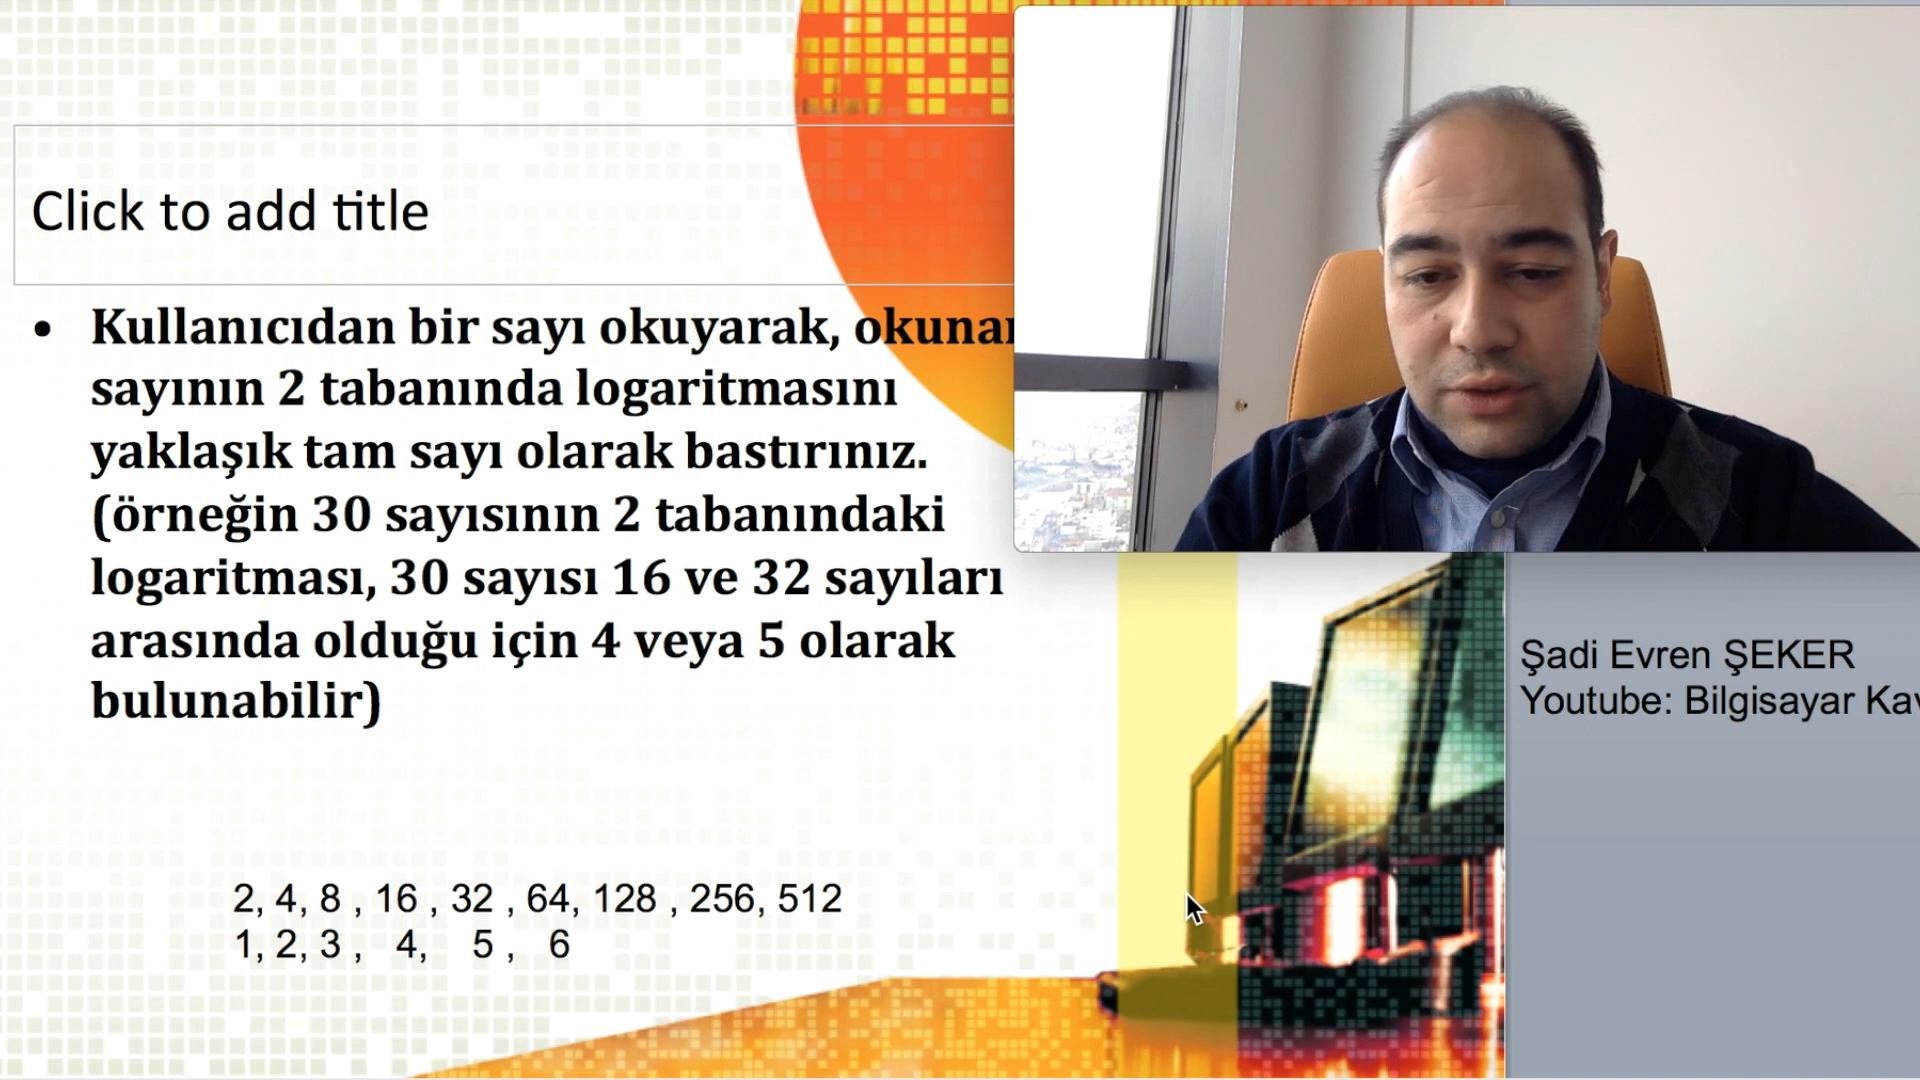 Click to add title
• Kullanıcıdan bir sayı okuyarak,
sayının 2 tabanında logaritmasını
yaklaşık tam sayı olarak bastırınız.
(örneğin 30 sayısının 2 tabanındaki
logaritması, 30 sayısı 16 ve 32 sayıları
arasında olduğu için 4 veya 5 olarak
bulunabilir)
2, 4, 8 , 16 , 32 , 64, 128 , 256, 512
1, 2, 3 , 4, 5 , 6
Şadi Evren ŞEKER
Youtube: Bilgisayar